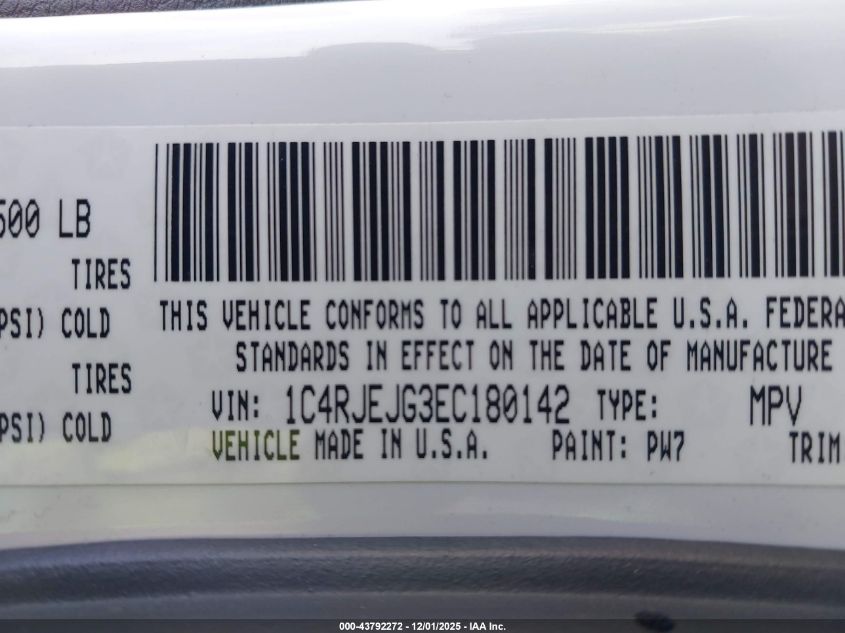 500 LB
TIRES
PSI) COLD
TIRES
PSI) COLD
THIS VEHICLE CONFORMS TO ALL APPLICABLE U.S.A. FEDERA
STANDARDS IN EFFECT ON THE DATE OF MANUFACTURE
VIN: 1C4RJEJG3EC180142 TYPE: MPV
VEHICLE MADE IN U.S.A. PAINT: PW7 TRIM
000-43792272 - 12/01/2025 - IAA Inc.